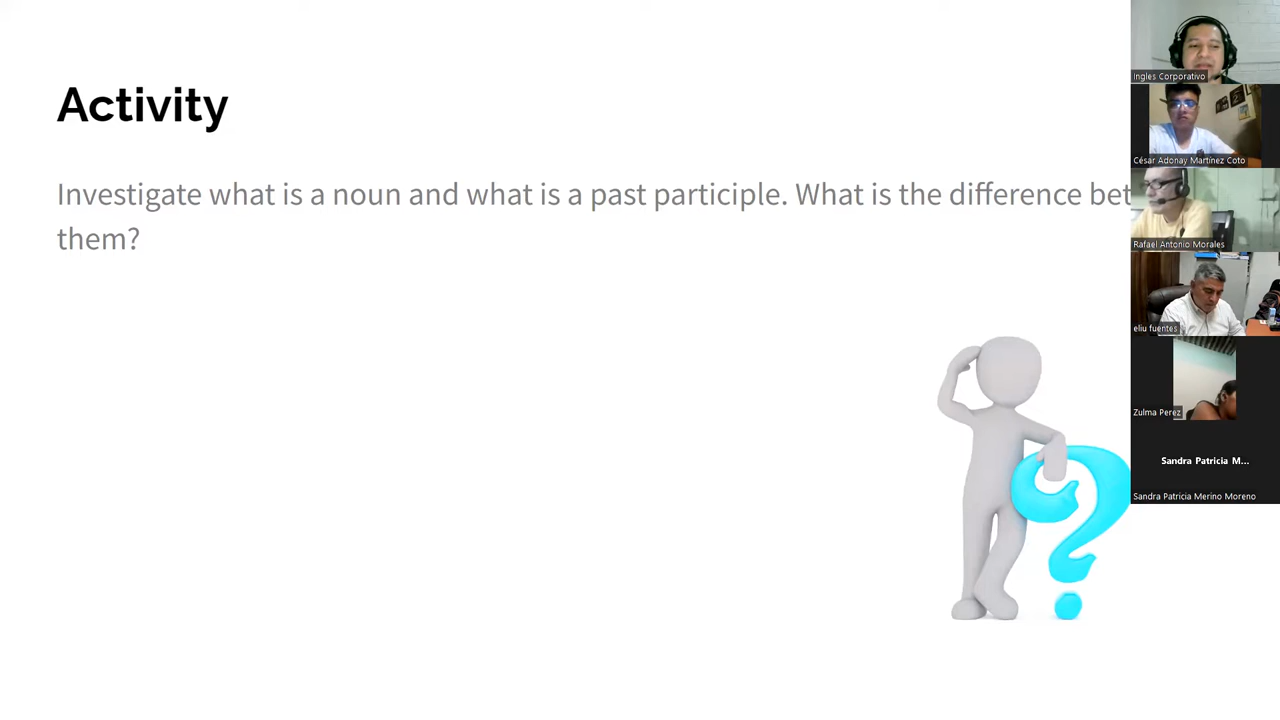 Activity
Investigate what is a noun and what is a past participle. What is the difference bet
them?
Ingles Corporativo
César Adonay Martínez Coto
Rafael Antonio Morales
eliu fuentes
Zulma Perez
Sandra Patricia M...
Sandra Patricia Merino Moreno